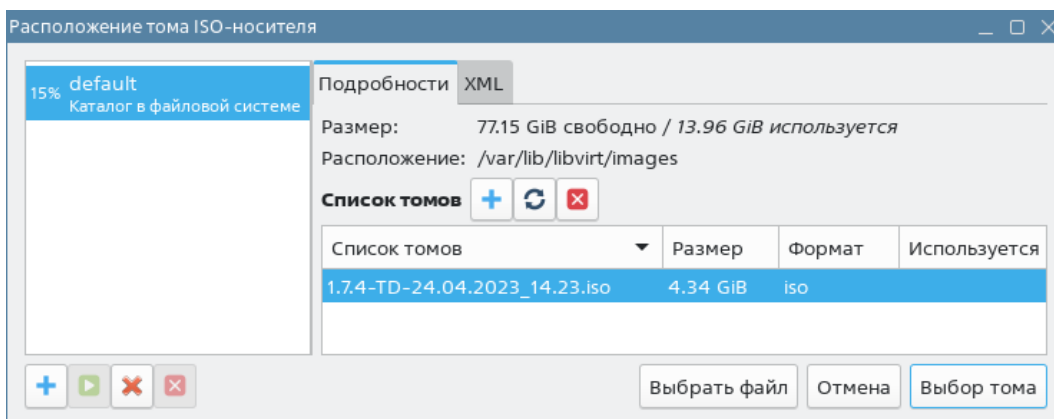 Расположение тома ISO-носителя
15% default
Каталог в файловой системе
Подробности XML
Размер: 77.15 GiB свободно / 13.96 GiB используется
Расположение: /var/lib/libvirt/images
Список томов
Список томов Размер Формат Используется
1.7.4-TD-24.04.2023_14.23.iso 4.34 GiB iso
Выбрать файл Отмена Выбор тома